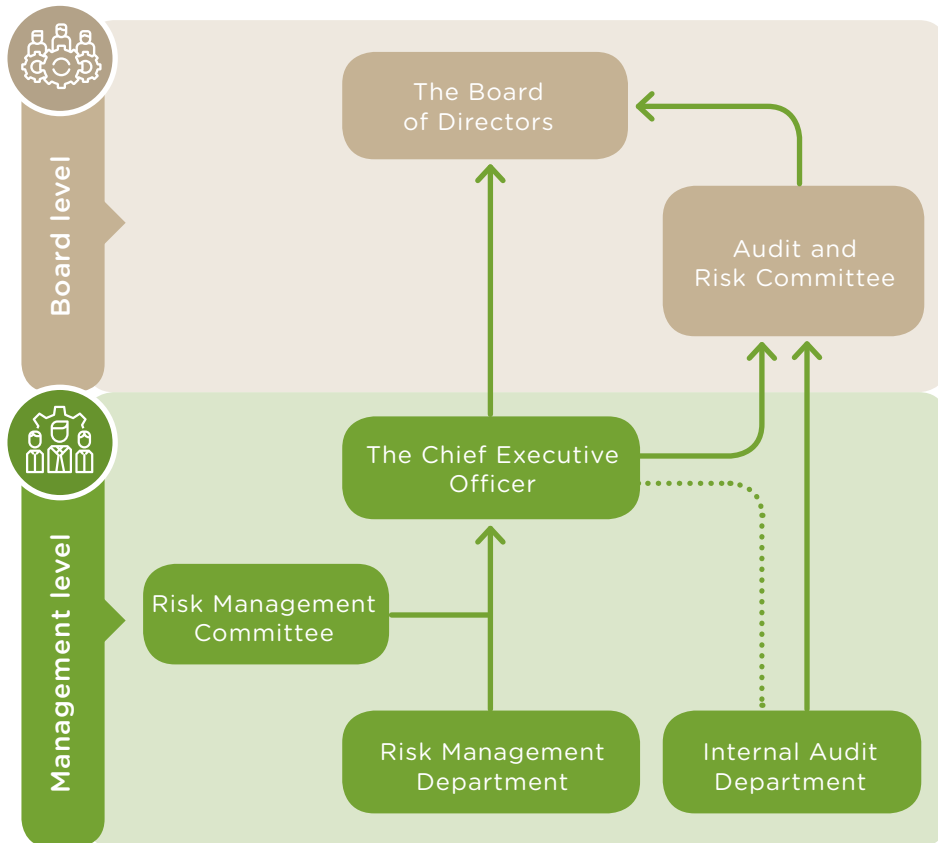 Board level
The Board
of Directors
Audit and
Risk Committee
Management level
The Chief Executive
Officer
Risk Management
Committee
Risk Management
Department
Internal Audit
Department